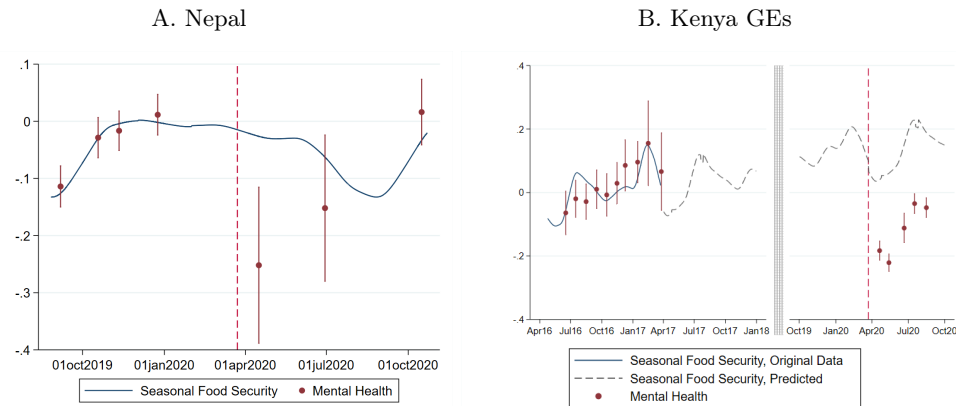 A. Nepal
.1
0
-.1
-.2
-.3
-.4
01oct2019 01jan2020 01apr2020 01jul2020 01oct2020
Seasonal Food Security Mental Health
B. Kenya GEs
.4
.2
0
-.2
-.4
Apr16 Jul16 Oct16 Jan17 Apr17 Jul17 Oct17 Jan18 Oct19 Jan20 Apr20 Jul20 Oct20
Seasonal Food Security, Original Data
Seasonal Food Security, Predicted
Mental Health